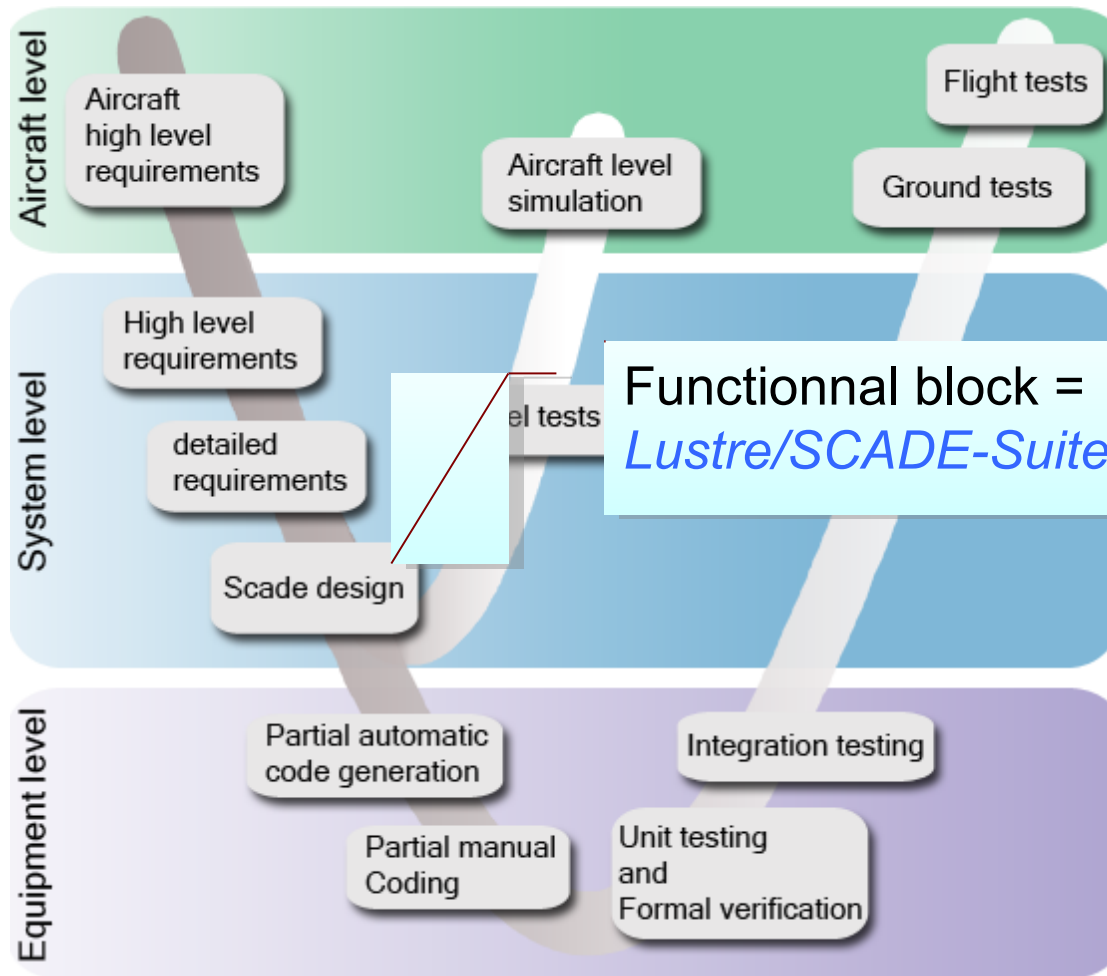 Aircraft level
Aircraft
high level
requirements
Aircraft level
simulation
Flight tests
Ground tests
System level
High level
requirements
detailed
requirements
Scade design
tests
Functionnal block =
Lustre/SCADE-Suite
Equipment level
Partial automatic
code generation
Partial manual
Coding
Integration testing
Unit testing
and
Formal verification